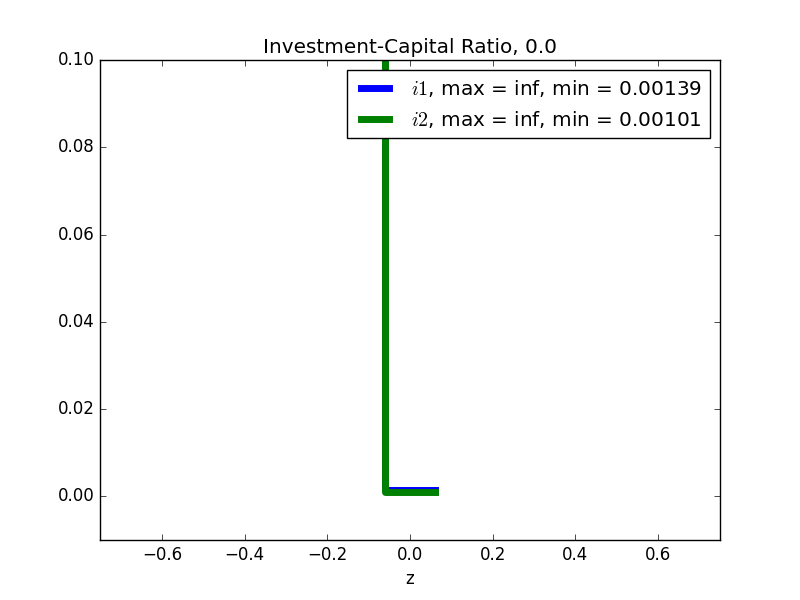 Investment-Capital Ratio, 0.0
i1, max = inf, min = 0.00139
i2, max = inf, min = 0.00101
0.10
0.08
0.06
0.04
0.02
0.00
−0.6 −0.4 −0.2 0.0 0.2 0.4 0.6
z